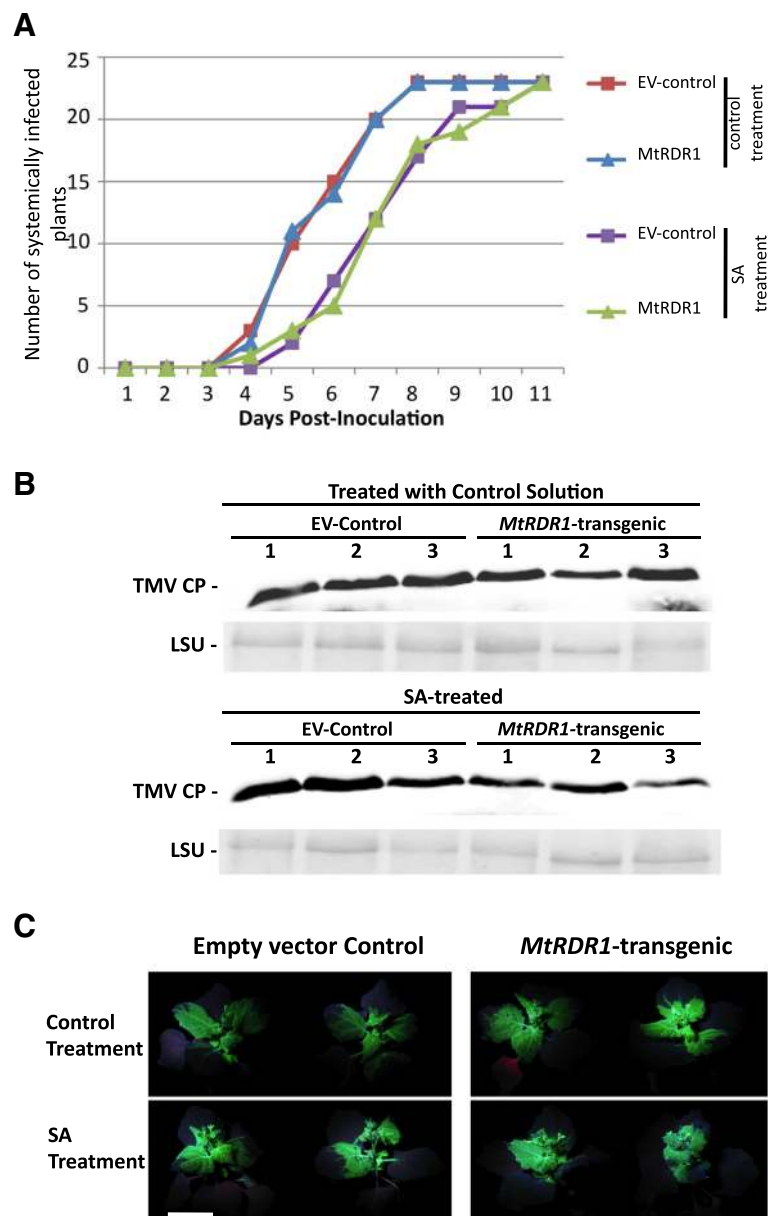 A
Number of systemically infected
plants
25
20
15
10
5
0
1 2 3 4 5 6 7 8 9 10 11
Days Post-Inoculation
EV-control
MtRDR1
control
treatment
EV-control
MtRDR1
SA
treatment
B
Treated with Control Solution
EV-Control MtRDR1-transgenic
1 2 3 1 2 3
TMV CP -
LSU -
SA-treated
EV-Control MtRDR1-transgenic
1 2 3 1 2 3
TMV CP -
LSU -
C
Empty vector Control MtRDR1-transgenic
Control
Treatment
SA
Treatment